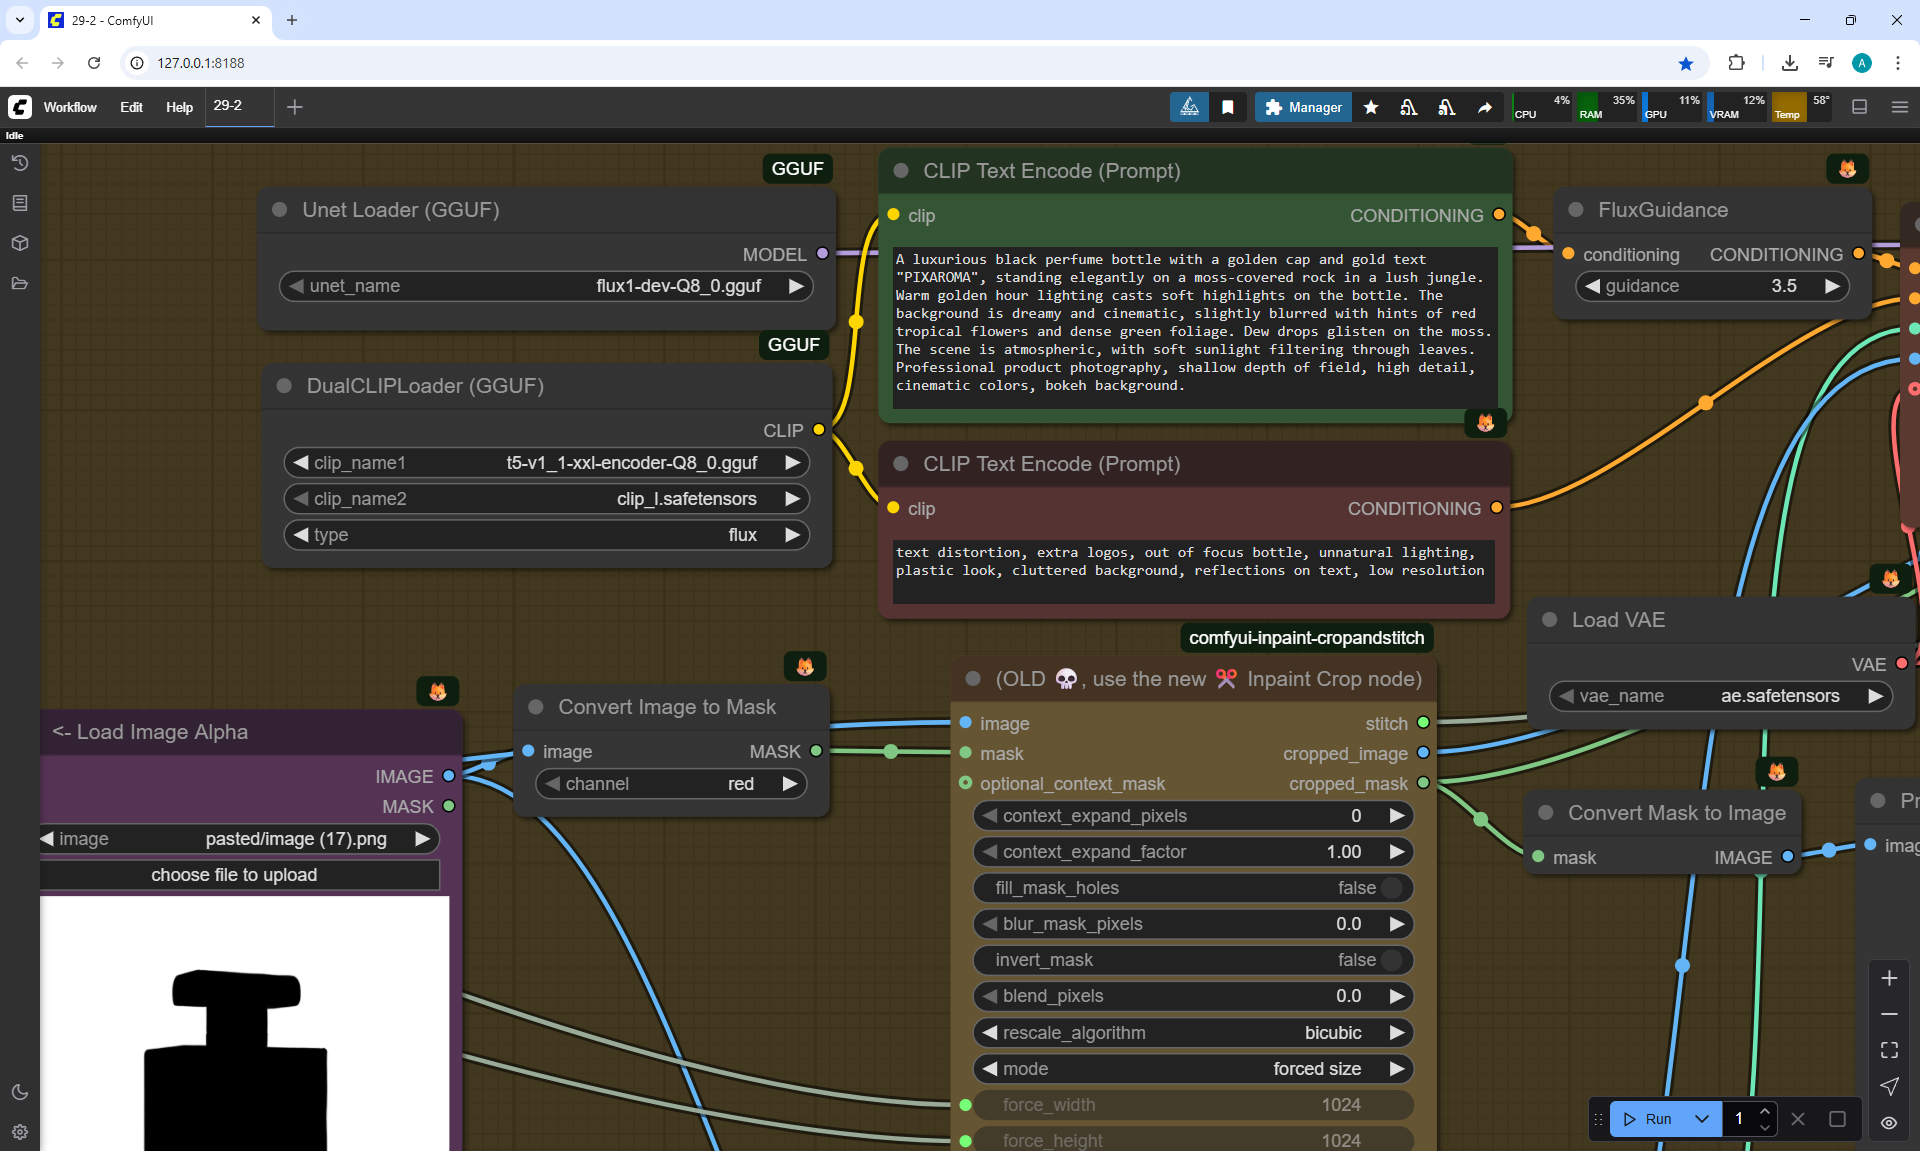 29-2 - ComfyUI
127.0.0.1:8188
Workflow Edit Help 29-2
Manager
4% CPU
35% RAM
11% GPU
12% VRAM
58° Temp
Idle
GGUF
Unet Loader (GGUF)
MODEL
unet_name flux1-dev-Q8_0.gguf
GGUF
DualCLIPLoader (GGUF)
CLIP
clip_name1 t5-v1_1-xxl-encoder-Q8_0.gguf
clip_name2 clip_l.safetensors
type flux
CLIP Text Encode (Prompt)
clip CONDITIONING
A luxurious black perfume bottle with a golden cap and gold text
"PIXAROMA", standing elegantly on a moss-covered rock in a lush jungle.
Warm golden hour lighting casts soft highlights on the bottle. The
background is dreamy and cinematic, slightly blurred with hints of red
tropical flowers and dense green foliage. Dew drops glisten on the moss.
The scene is atmospheric, with soft sunlight filtering through leaves.
Professional product photography, shallow depth of field, high detail,
cinematic colors, bokeh background.
CLIP Text Encode (Prompt)
clip CONDITIONING
text distortion, extra logos, out of focus bottle, unnatural lighting,
plastic look, cluttered background, reflections on text, low resolution
FluxGuidance
conditioning CONDITIONING
guidance 3.5
Load VAE
VAE
vae_name ae.safetensors
<- Load Image Alpha
IMAGE
MASK
image pasted/image (17).png
choose file to upload
Convert Image to Mask
image MASK
channel red
comfyui-inpaint-cropandstitch
(OLD 💀, use the new ✂️ Inpaint Crop node)
image stitch
mask cropped_image
optional_context_mask cropped_mask
context_expand_pixels 0
context_expand_factor 1.00
fill_mask_holes false
blur_mask_pixels 0.0
invert_mask false
blend_pixels 0.0
rescale_algorithm bicubic
mode forced size
force_width 1024
force_height 1024
Convert Mask to Image
mask IMAGE
Pr
imag
Run 1
A